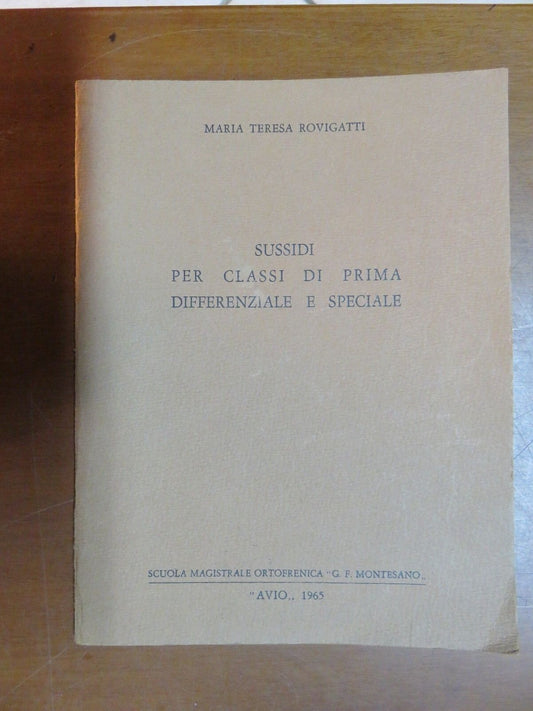 MARIA TERESA ROVIGATTI
SUSSIDI
PER CLASSI DI PRIMA
DIFFERENZIALE E SPECIALE
SCUOLA MAGISTRALE ORTOFRENICA "G. F. MONTESANO„
"AVIO„ 1965